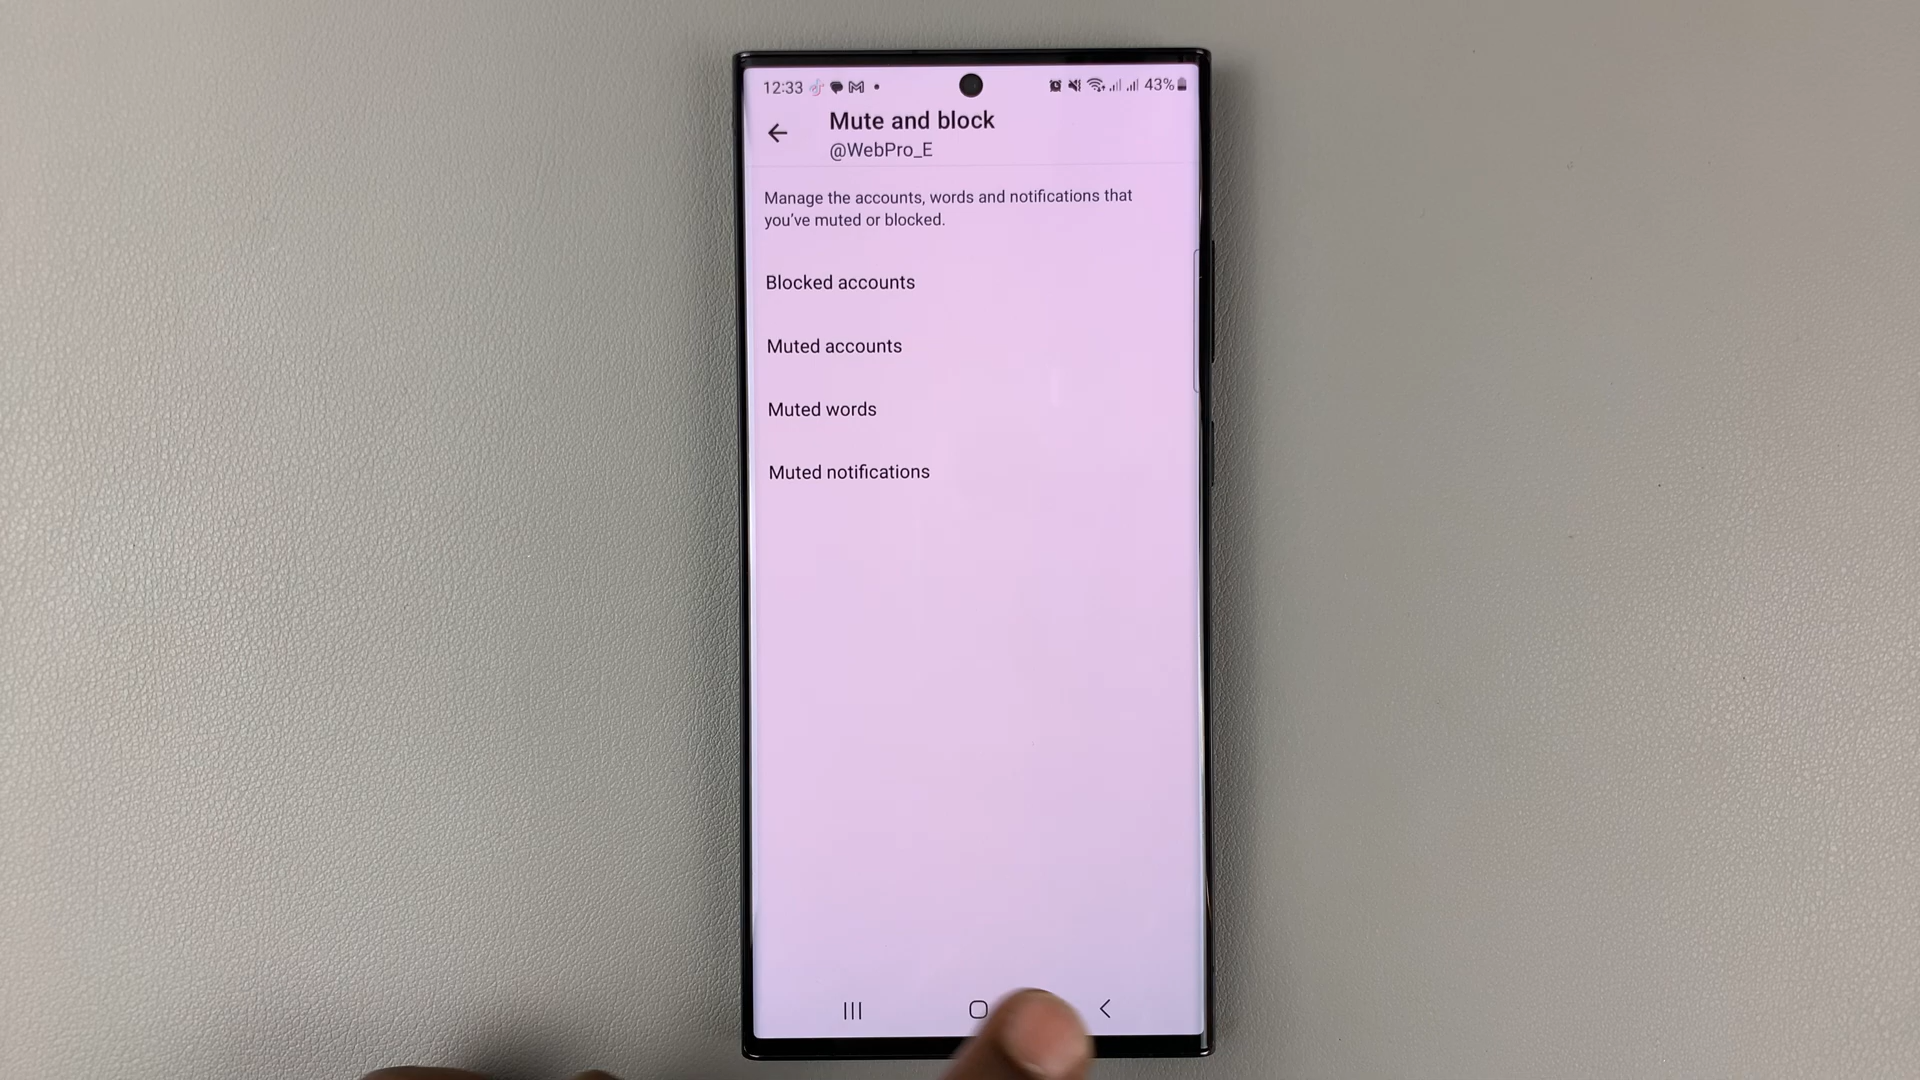 12:33 43%
Mute and block
@WebPro_E
Manage the accounts, words and notifications that
you've muted or blocked.
Blocked accounts
Muted accounts
Muted words
Muted notifications